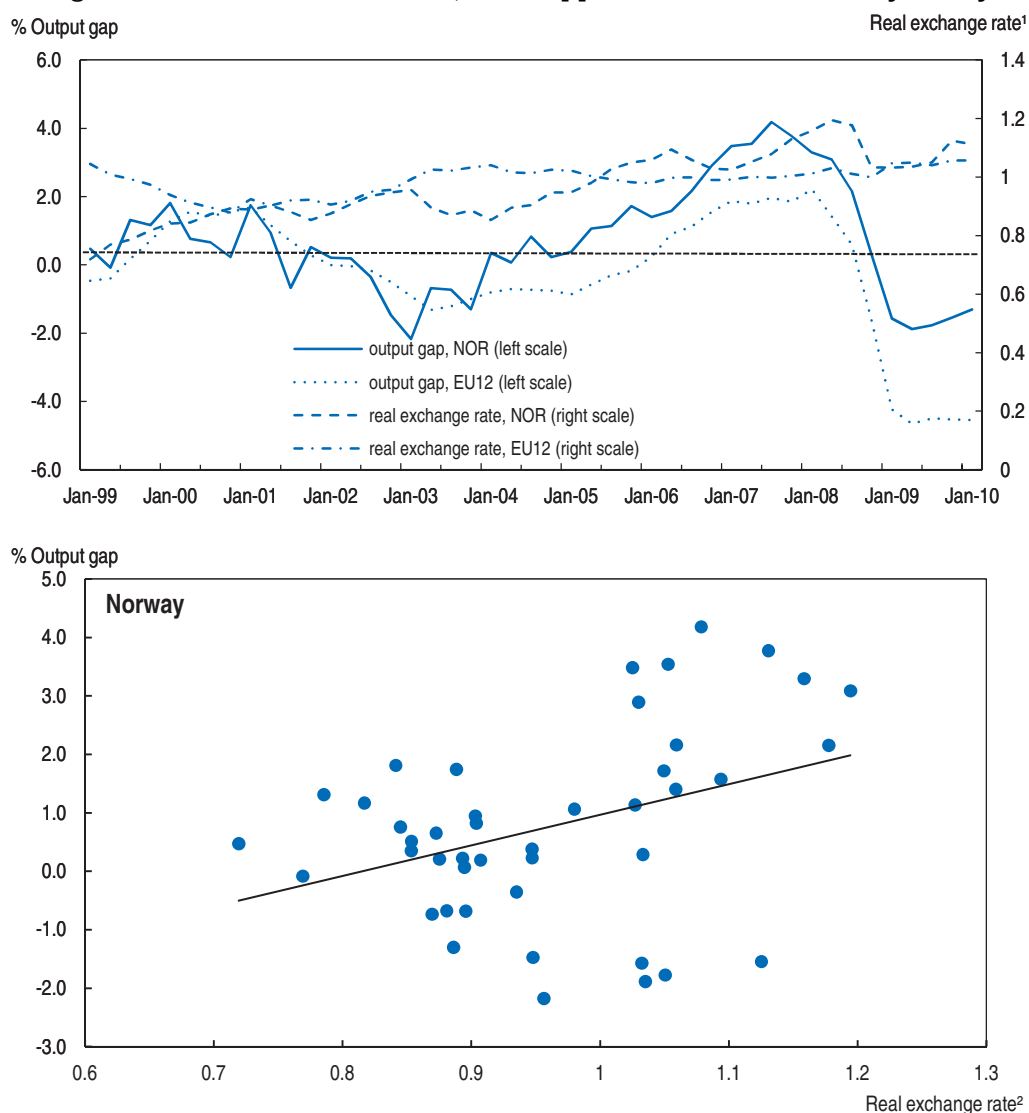 % Output gap
Real exchange rate¹
6.0
4.0
2.0
0.0
-2.0
-4.0
-6.0
1.4
1.2
1
0.8
0.6
0.4
0.2
0
output gap, NOR (left scale)
output gap, EU12 (left scale)
real exchange rate, NOR (right scale)
real exchange rate, EU12 (right scale)
Jan-99 Jan-00 Jan-01 Jan-02 Jan-03 Jan-04 Jan-05 Jan-06 Jan-07 Jan-08 Jan-09 Jan-10
% Output gap
5.0
4.0
3.0
2.0
1.0
0.0
-1.0
-2.0
-3.0
Norway
0.6 0.7 0.8 0.9 1 1.1 1.2 1.3
Real exchange rate²